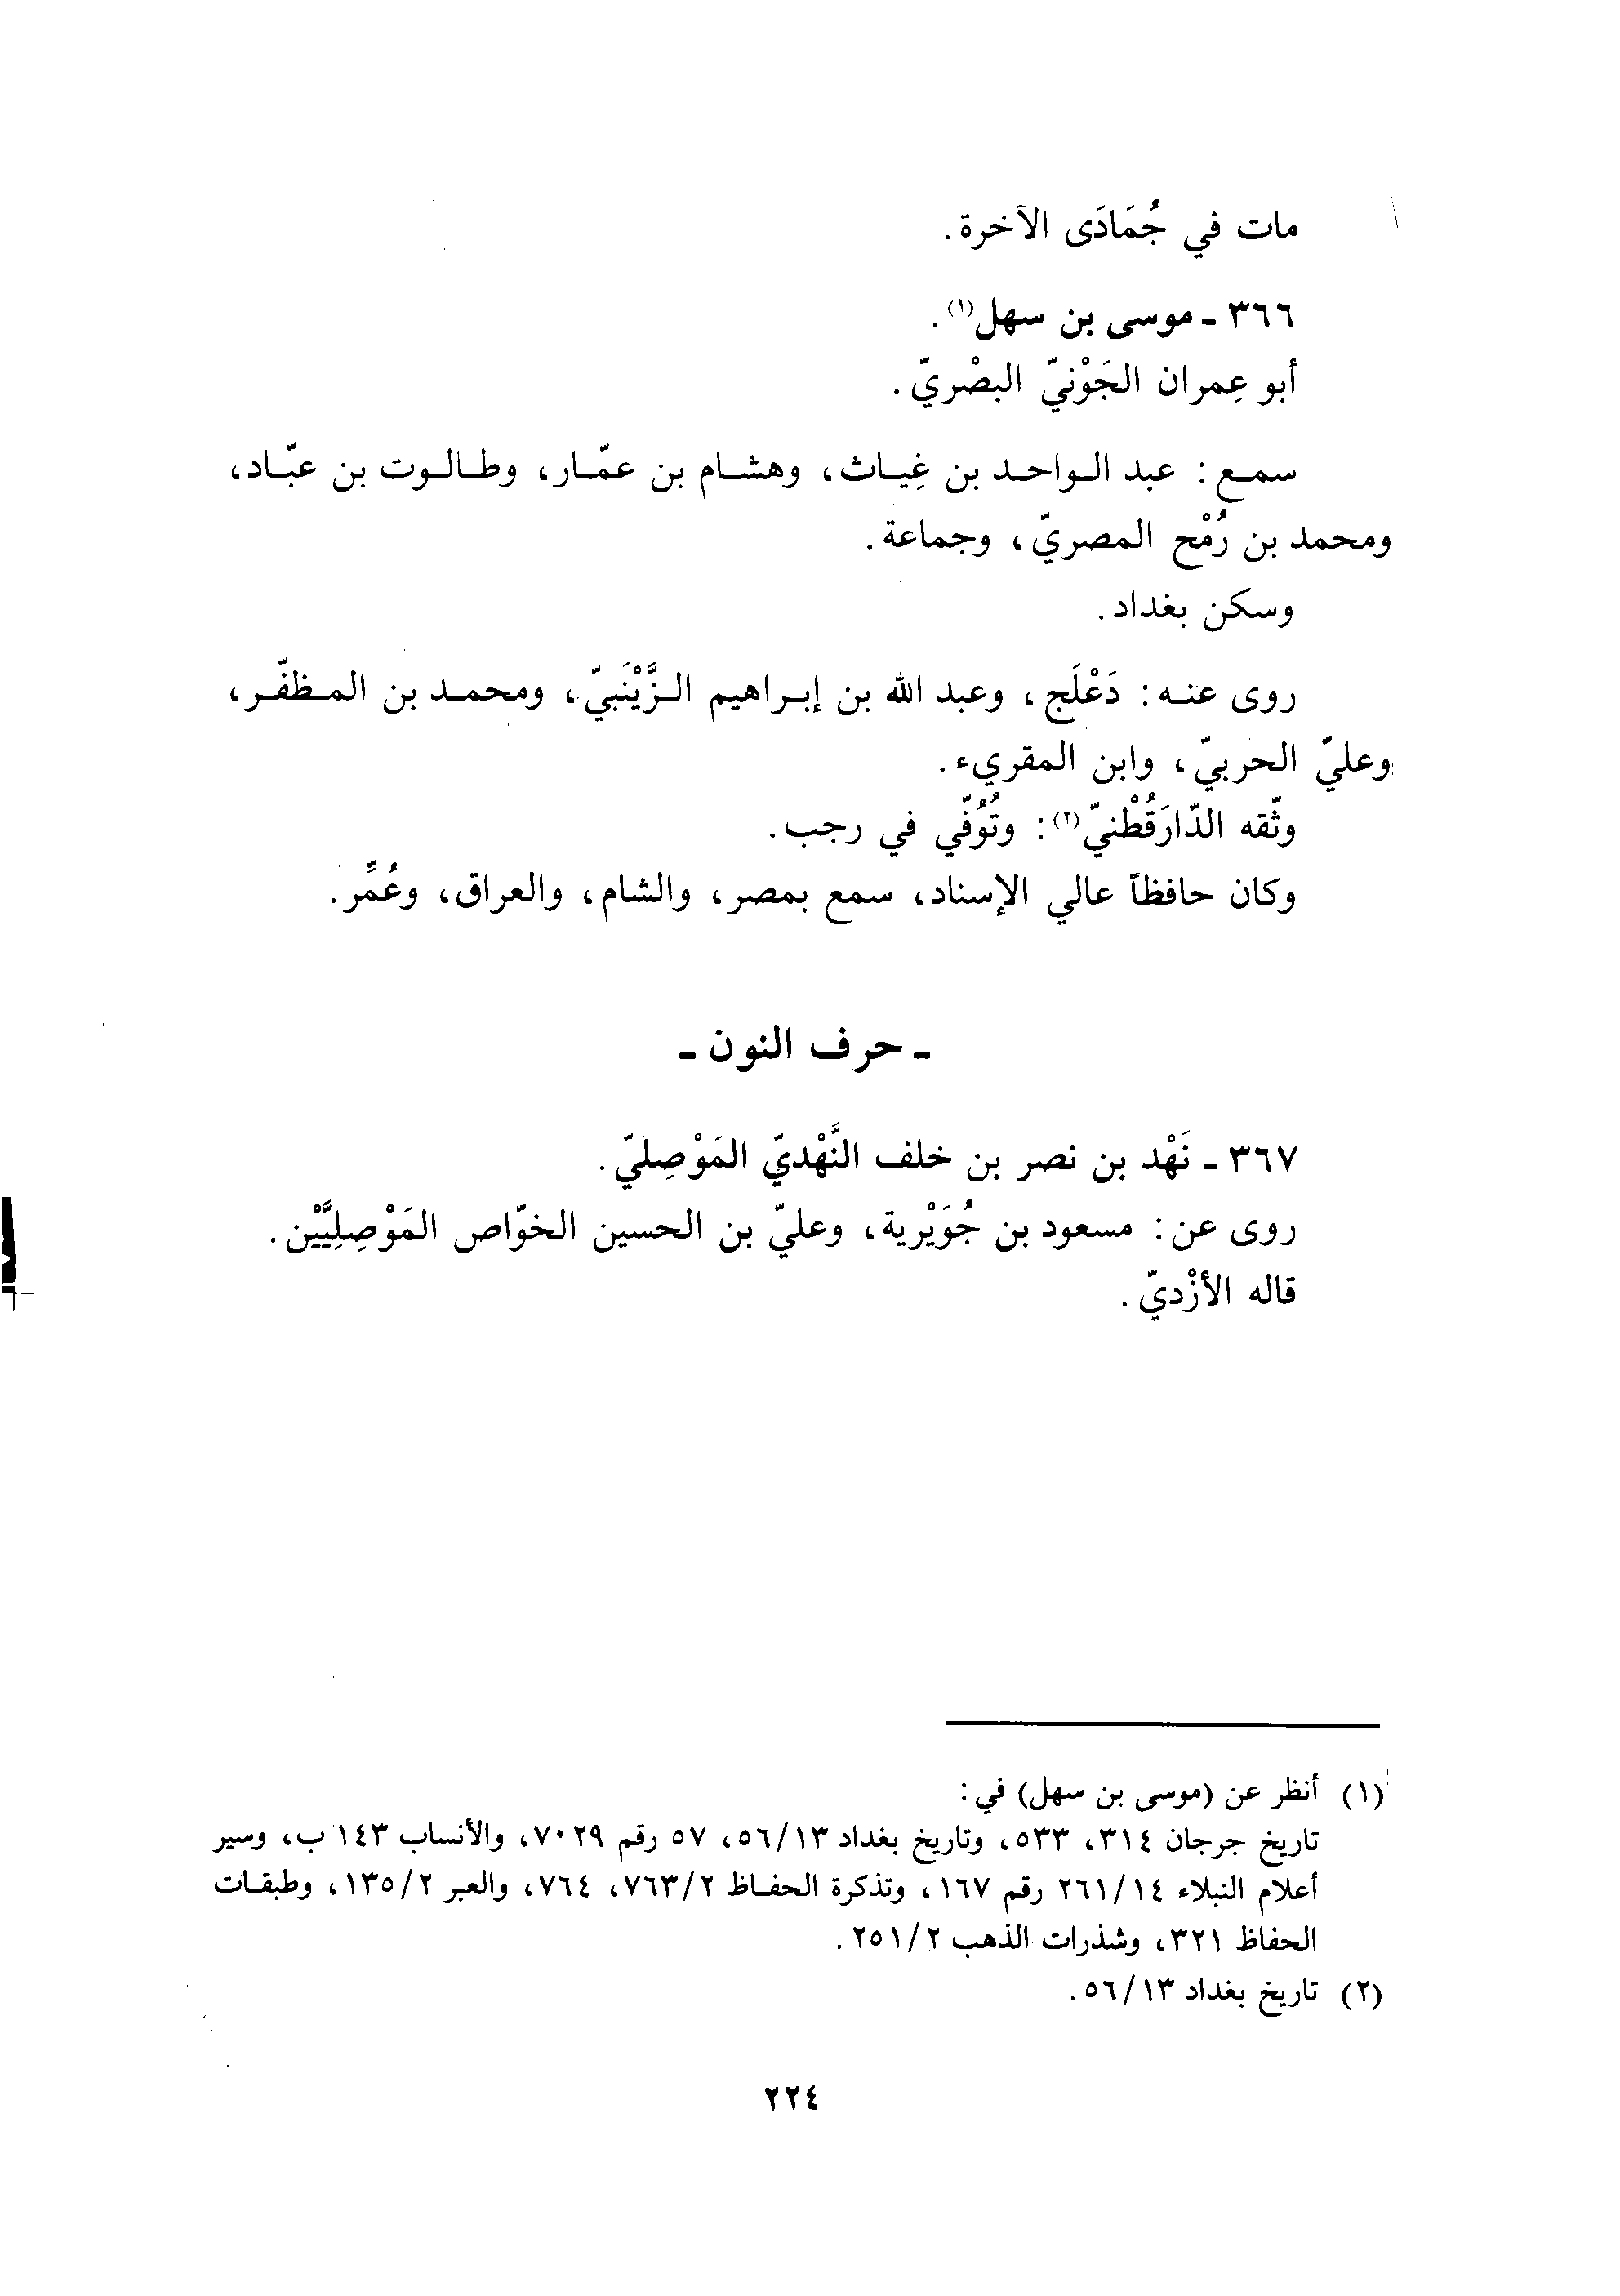 مات في جُمَادَى الآخرة.
٣٦٦ ـ موسى بن سهل(١).
أبو عِمران الجَوْنيّ البصْريّ.
سمع: عبد الواحد بن غِياث، وهشام بن عمّار، وطالوت بن عبّاد،
ومحمد بن رُمْح المصريّ، وجماعة.
وسكن بغداد.
روى عنه: دَعْلَج، وعبد الله بن إبراهيم الزَّيْنَبيّ، ومحمد بن المظفّر،
وعليّ الحربيّ، وابن المقريء.
وثّقه الدّارَقُطْنيّ(٢): وتُوُفّي في رجب.
وكان حافظاً عالي الإسناد، سمع بمصر، والشام، والعراق، وعُمِّر.
ـ حرف النون ـ
٣٦٧ ـ نَهْد بن نصر بن خلف النَّهْديّ المَوْصِليّ.
روى عن: مسعود بن جُوَيْرية، وعليّ بن الحسين الخوّاص المَوْصِلِيَّيْن.
قاله الأزْديّ.
(١) أنظر عن (موسى بن سهل) في:
تاريخ جرجان ٣١٤، ٥٣٣، وتاريخ بغداد ٥٦/١٣، ٥٧ رقم ٧٠٢٩، والأنساب ١٤٣ ب، وسير
أعلام النبلاء ٢٦١/١٤ رقم ١٦٧، وتذكرة الحفاظ ٧٦٣/٢، ٧٦٤، والعبر ١٣٥/٢، وطبقات
الحفاظ ٣٢١، وشذرات الذهب ٢٥١/٢.
(٢) تاريخ بغداد ٥٦/١٣.
٢٢٤